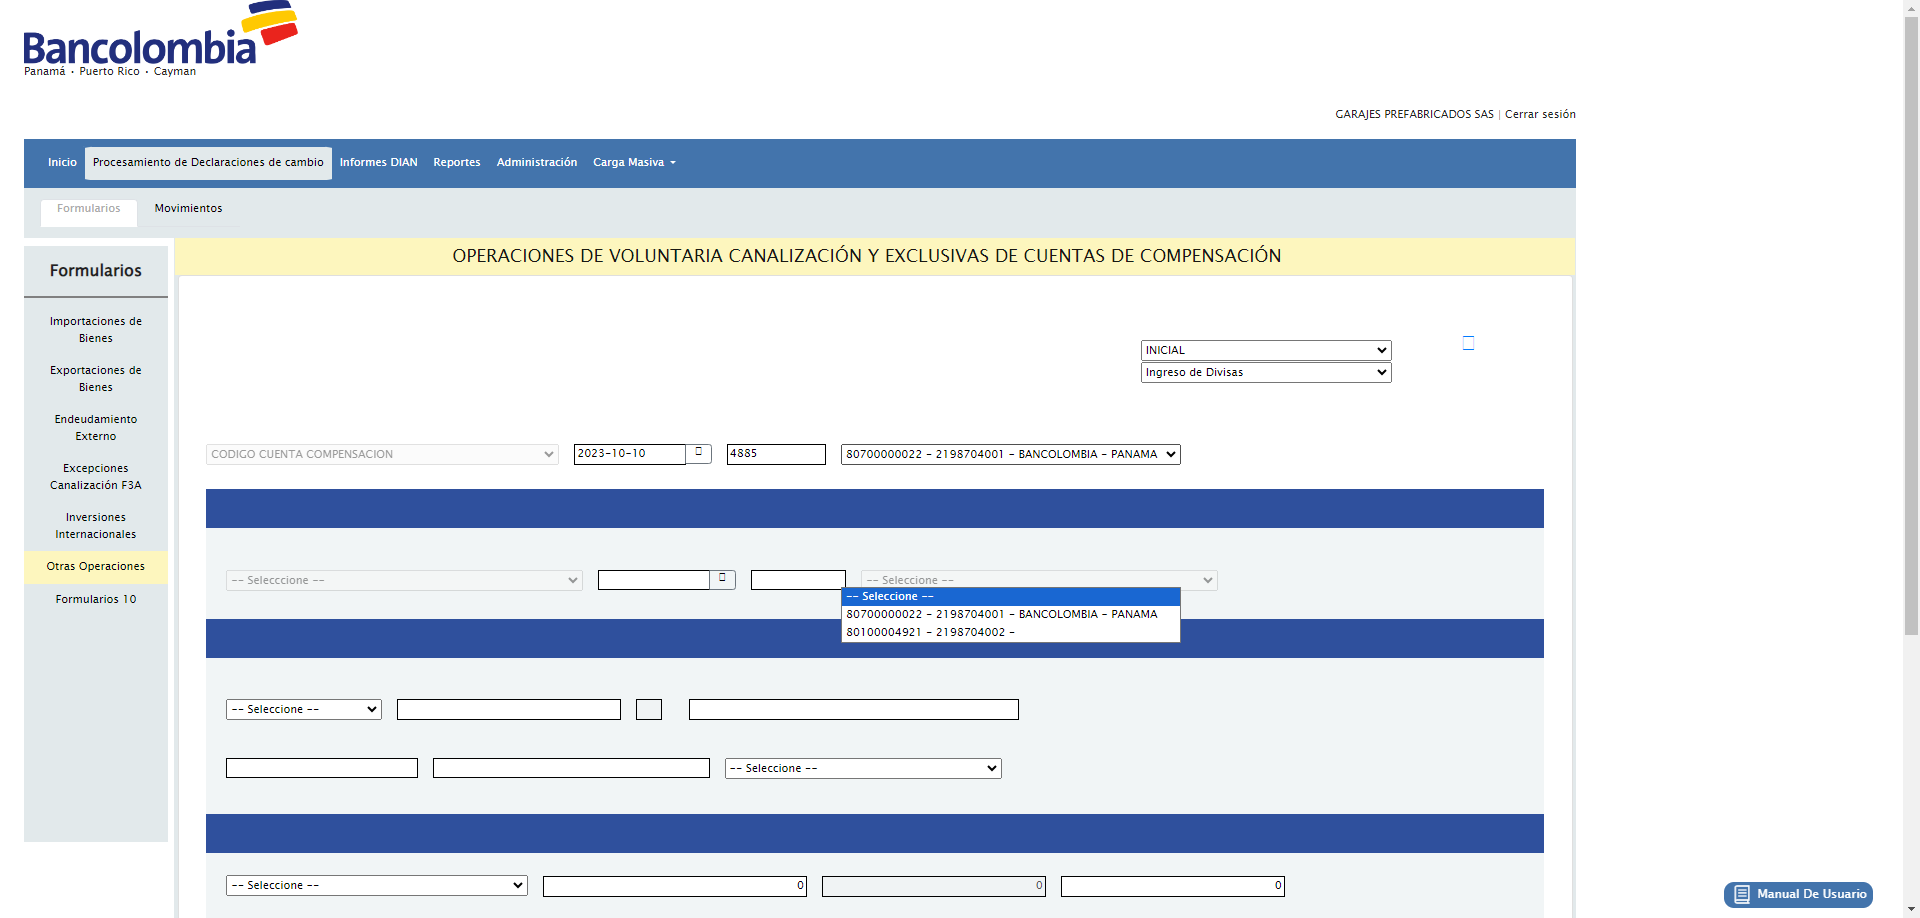 Bancolombia
Panamá • Puerto Rico • Cayman
GARAJES PREFABRICADOS SAS | Cerrar sesión
Inicio Procesamiento de Declaraciones de cambio Informes DIAN Reportes Administración Carga Masiva
Formularios Movimientos
Formularios
OPERACIONES DE VOLUNTARIA CANALIZACIÓN Y EXCLUSIVAS DE CUENTAS DE COMPENSACIÓN
Importaciones de
Bienes
Exportaciones de
Bienes
Endeudamiento
Externo
Excepciones
Canalización F3A
Inversiones
Internacionales
Otras Operaciones
Formularios 10
INICIAL
Ingreso de Divisas
CODIGO CUENTA COMPENSACION 2023-10-10 4885 80700000022 - 2198704001 - BANCOLOMBIA - PANAMA
-- Selecccione -- -- Seleccione --
-- Seleccione --
80700000022 - 2198704001 - BANCOLOMBIA - PANAMA
80100004921 - 2198704002 -
-- Seleccione --
-- Seleccione --
-- Seleccione -- 0 0 0
Manual De Usuario